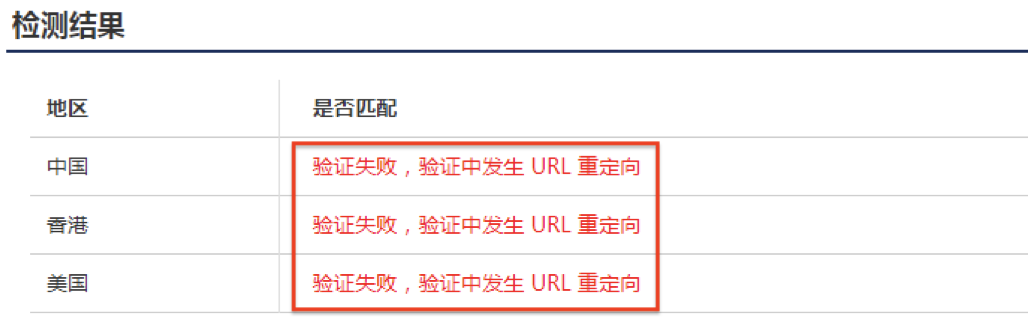 检测结果
地区 是否匹配
中国 验证失败，验证中发生 URL 重定向
香港 验证失败，验证中发生 URL 重定向
美国 验证失败，验证中发生 URL 重定向